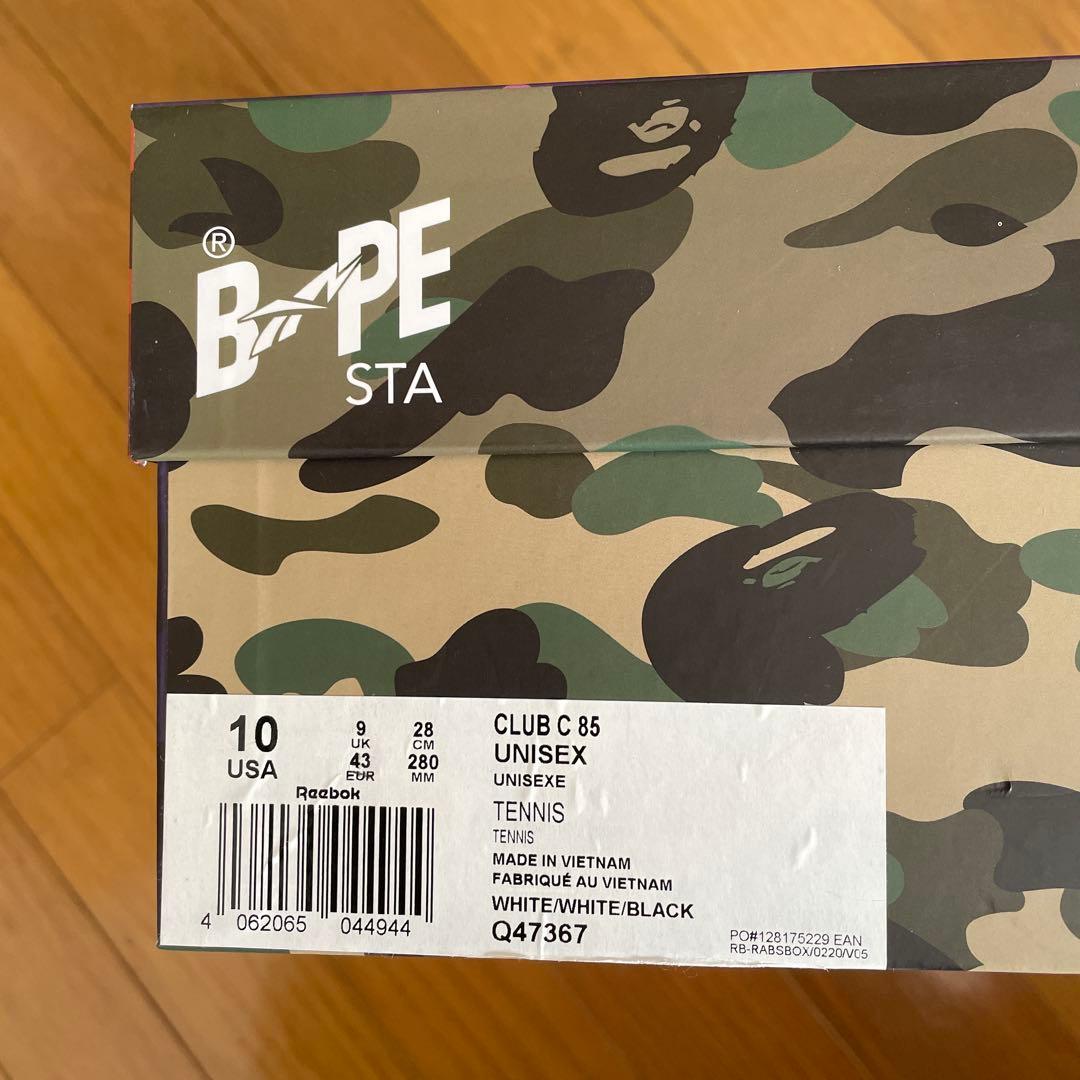 ® BAPE
STA
10
USA
9
UK
43
EUR
28
CM
280
MM
Reebok
4 062065 044944
CLUB C 85
UNISEX
UNISEXE
TENNIS
TENNIS
MADE IN VIETNAM
FABRIQUÉ AU VIETNAM
WHITE/WHITE/BLACK
Q47367
PO#128175229 EAN
RB-RABSBOX/0220/V05